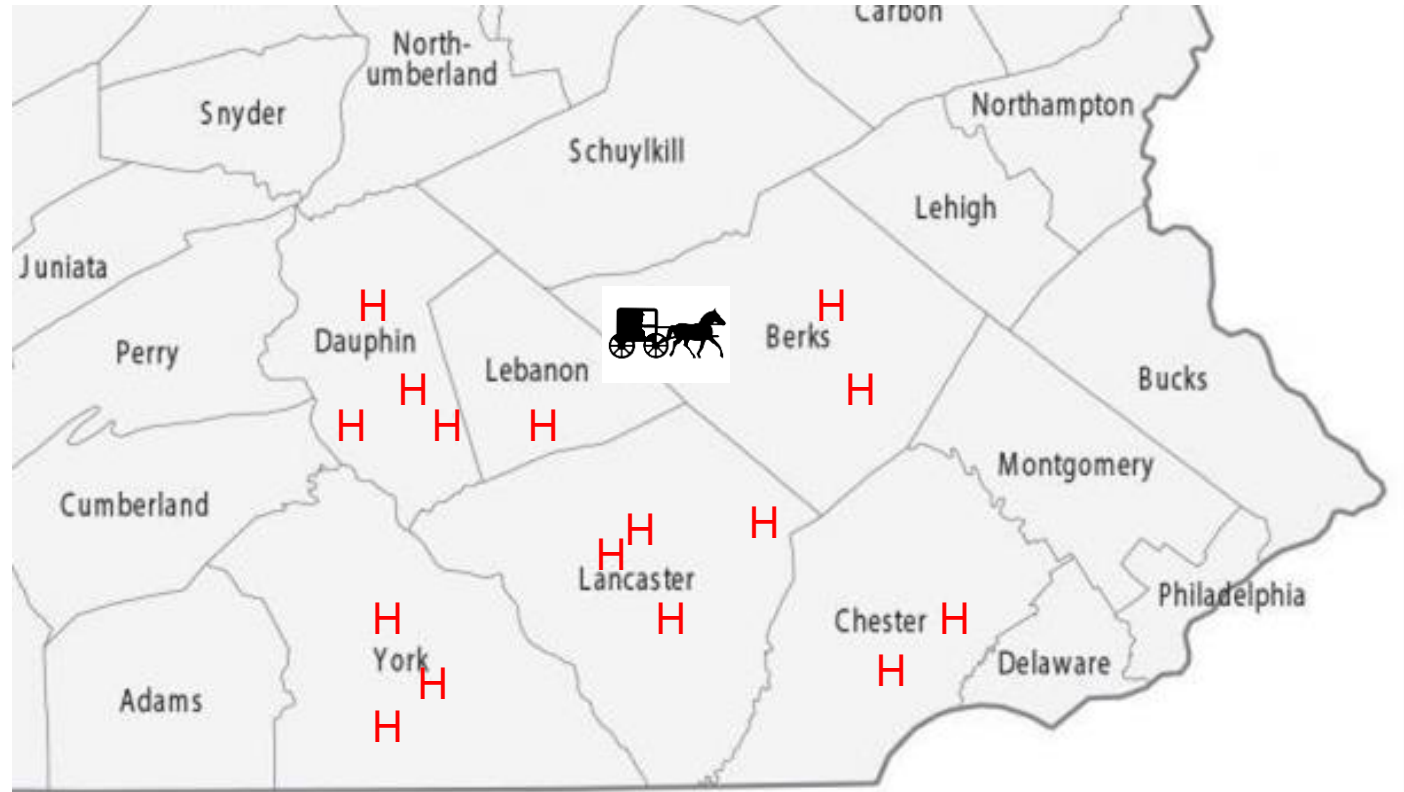 Carbon
North-
umberland
Northampton
Snyder
Schuylkill
Lehigh
Juniata
H
H
Dauphin
Berks
Perry
Lebanon
Bucks
H
H
H
H
H
Montgomery
Cumberland
H
H
H
Lancaster
Philadelphia
H
H
Chester
H
York
Delaware
H
H
Adams
H